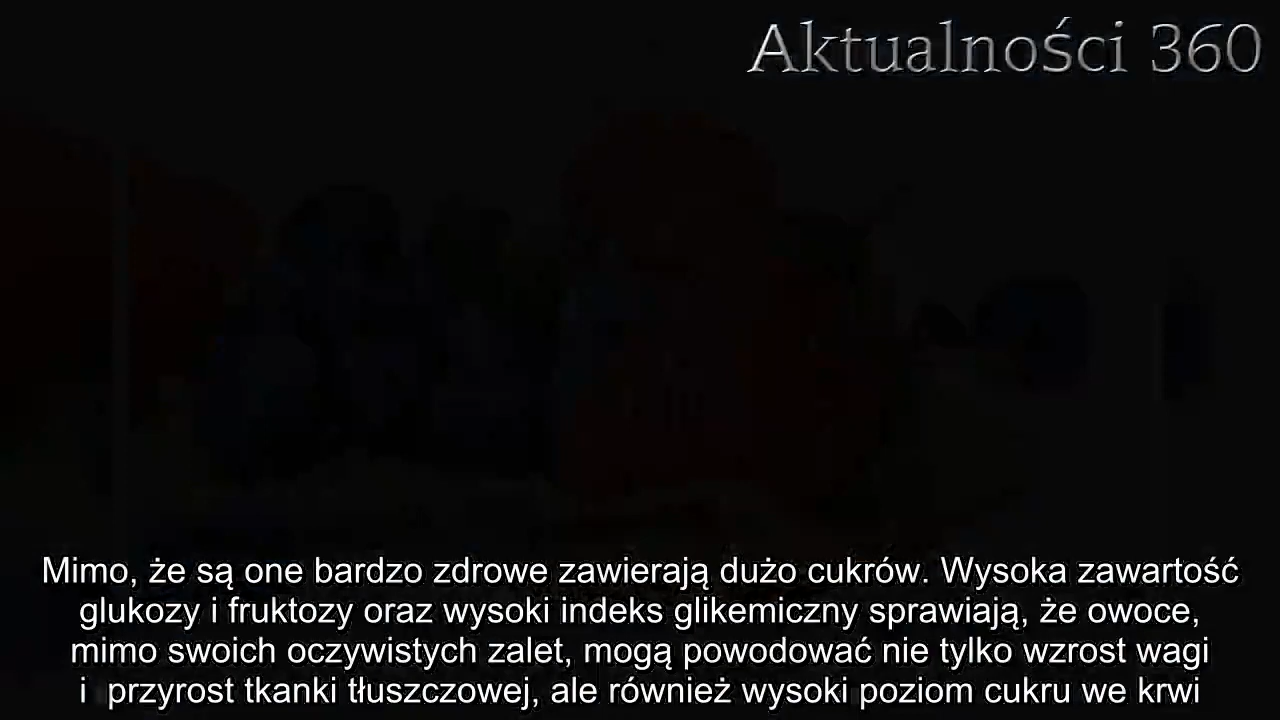 Aktualności 360
Mimo, że są one bardzo zdrowe zawierają dużo cukrów. Wysoka zawartość
glukozy i fruktozy oraz wysoki indeks glikemiczny sprawiają, że owoce,
mimo swoich oczywistych zalet, mogą powodować nie tylko wzrost wagi
i  przyrost tkanki tłuszczowej, ale również wysoki poziom cukru we krwi